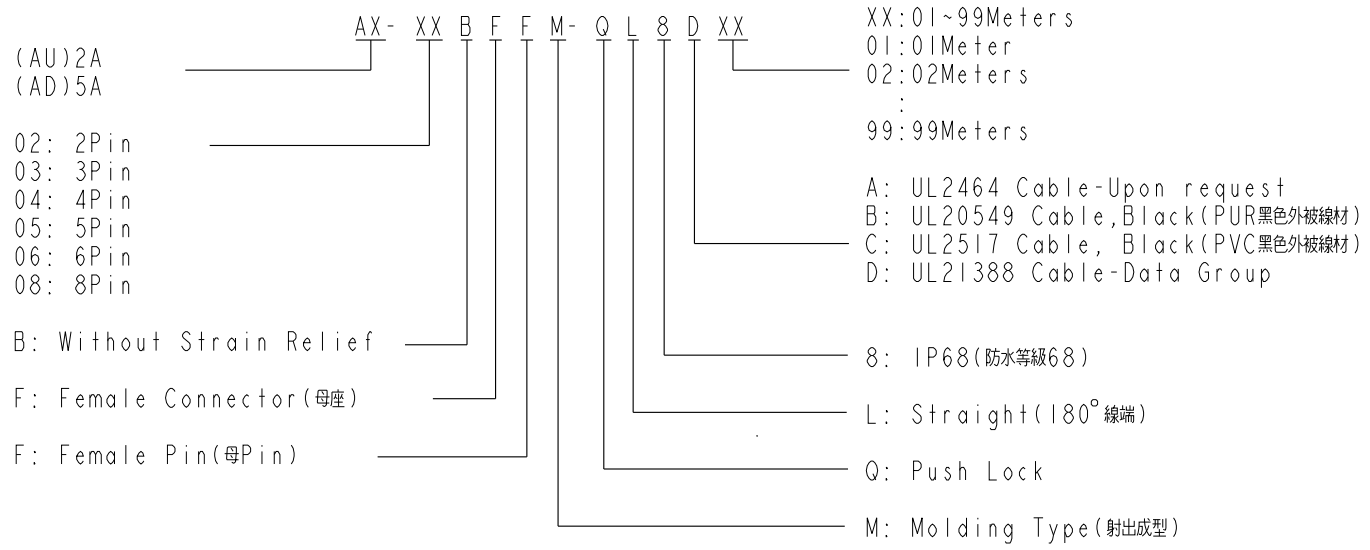 AX- XX B F F M- Q L 8 D XX
(AU)2A
(AD)5A
02: 2Pin
03: 3Pin
04: 4Pin
05: 5Pin
06: 6Pin
08: 8Pin
B: Without Strain Relief
F: Female Connector(母座)
F: Female Pin(母Pin)
XX:01~99Meters
01:01Meter
02:02Meters
:
99:99Meters
A: UL2464 Cable-Upon request
B: UL20549 Cable,Black(PUR黑色外被線材)
C: UL2517 Cable, Black(PVC黑色外被線材)
D: UL21388 Cable-Data Group
8: IP68(防水等級68)
L: Straight(180°線端)
Q: Push Lock
M: Molding Type(射出成型)